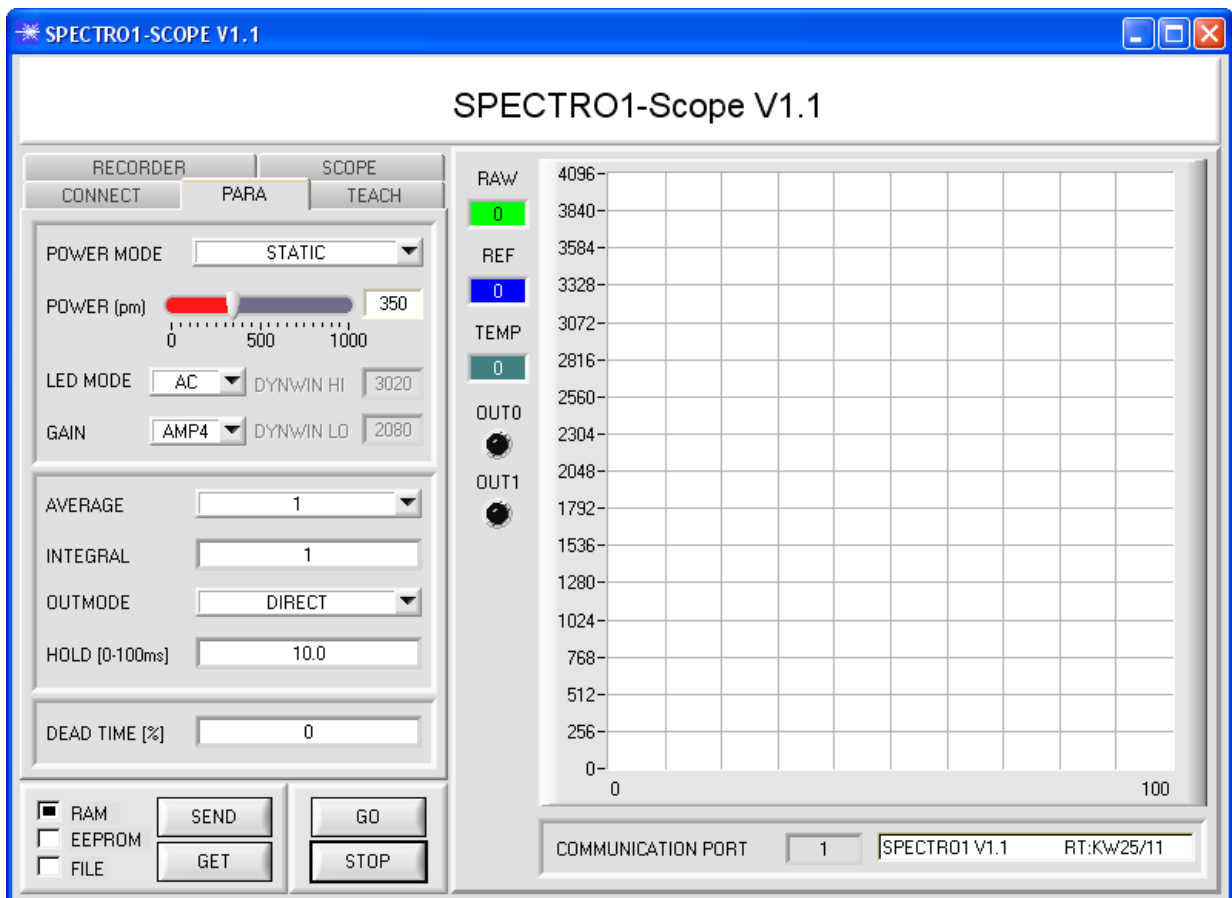 SPECTRO1-SCOPE V1.1
SPECTRO1-Scope V1.1
RECORDER SCOPE
CONNECT PARA TEACH
POWER MODE STATIC
POWER (pm) 350
0 500 1000
LED MODE AC DYNWIN HI 3020
GAIN AMP4 DYNWIN LO 2080
AVERAGE 1
INTEGRAL 1
OUTMODE DIRECT
HOLD [0-100ms] 10.0
DEAD TIME [%] 0
RAM
EEPROM
FILE
SEND
GET
GO
STOP
RAW
0
REF
0
TEMP
0
OUT0
OUT1
4096
3840
3584
3328
3072
2816
2560
2304
2048
1792
1536
1280
1024
768
512
256
0
0 100
COMMUNICATION PORT 1 SPECTRO1 V1.1 RT:KW25/11